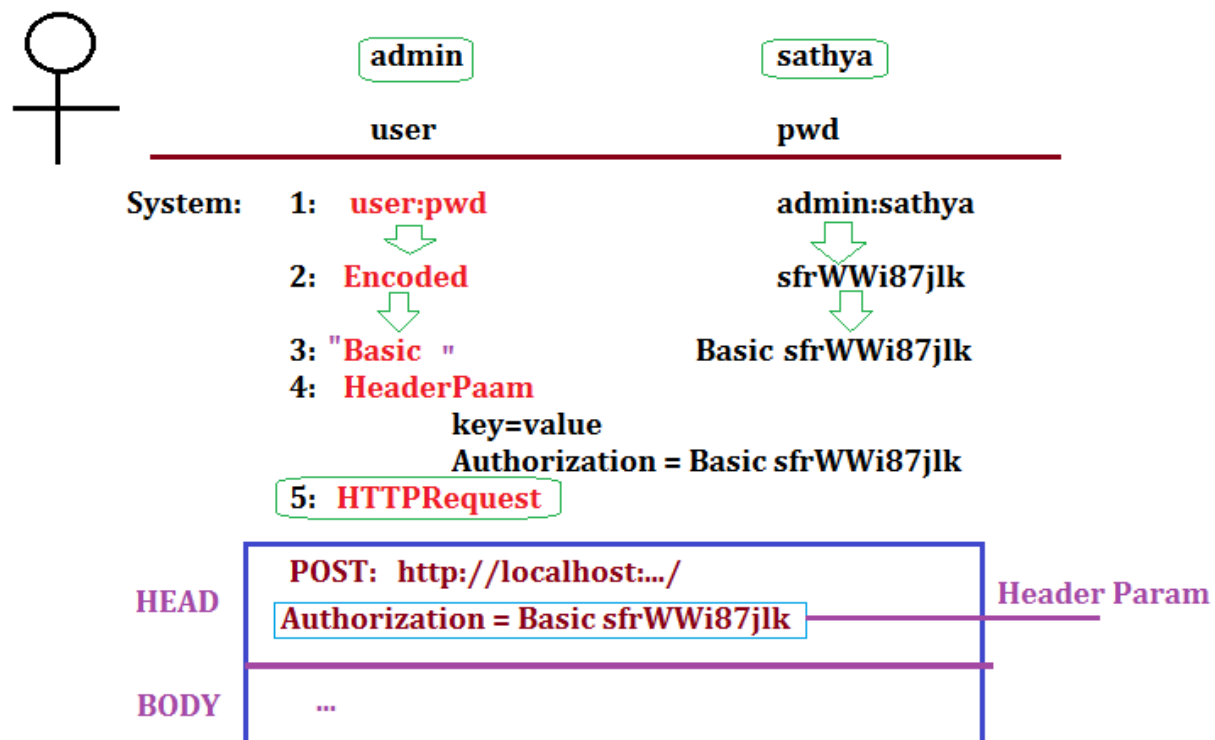 admin sathya
user pwd
System: 1: user:pwd admin:sathya
2: Encoded sfrWWi87jlk
3: "Basic " Basic sfrWWi87jlk
4: HeaderPaam
key=value
Authorization = Basic sfrWWi87jlk
5: HTTPRequest
POST: http://localhost:.../
HEAD Header Param
Authorization = Basic sfrWWi87jlk
BODY ...